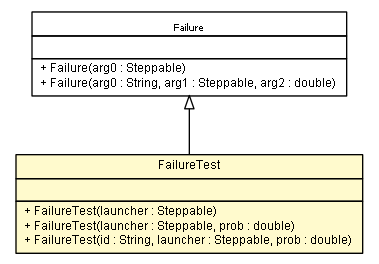 Failure
+ Failure(arg0 : Steppable)
+ Failure(arg0 : String, arg1 : Steppable, arg2 : double)
FailureTest
+ FailureTest(launcher : Steppable)
+ FailureTest(launcher : Steppable, prob : double)
+ FailureTest(id : String, launcher : Steppable, prob : double)